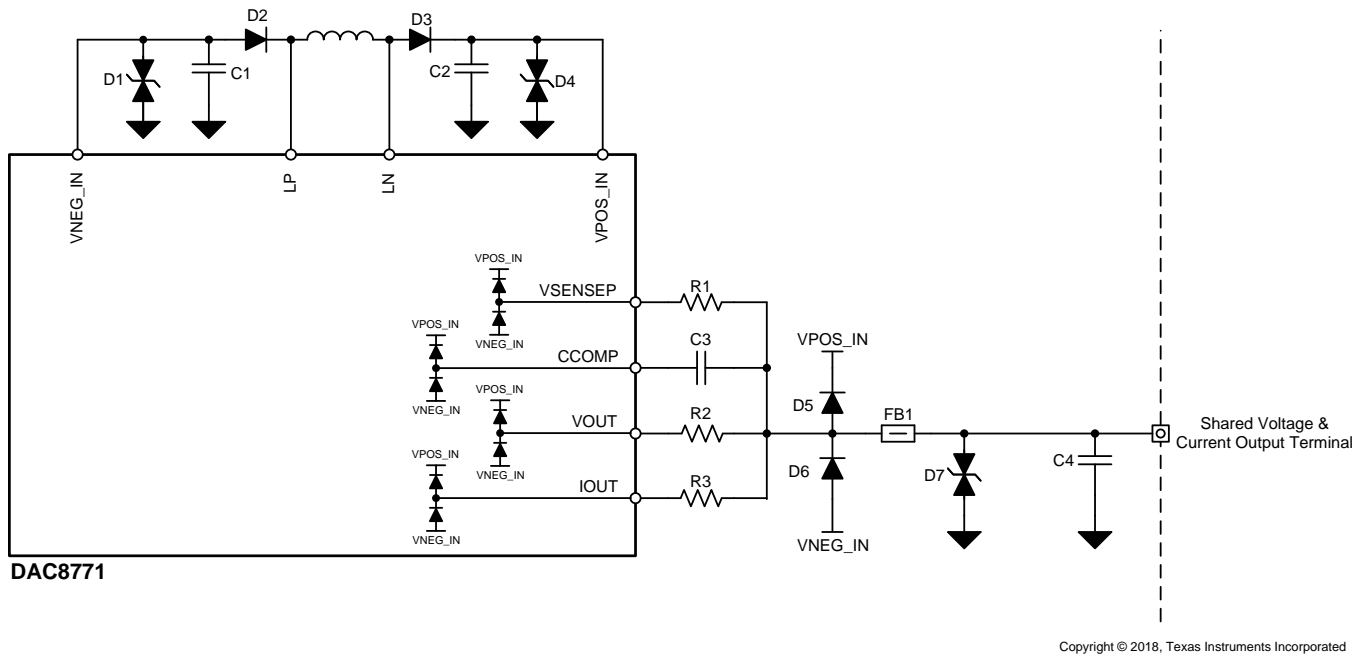 D2
D3
D1
C1
C2
D4
VNEG_IN
LP
LN
VPOS_IN
VPOS_IN
VSENSEP
R1
VNEG_IN
VPOS_IN
CCOMP
C3
VPOS_IN
VNEG_IN
VPOS_IN
VOUT
R2
D5
FB1
Shared Voltage &
Current Output Terminal
VNEG_IN
VPOS_IN
IOUT
R3
D6
D7
C4
VNEG_IN
VNEG_IN
DAC8771
Copyright © 2018, Texas Instruments Incorporated